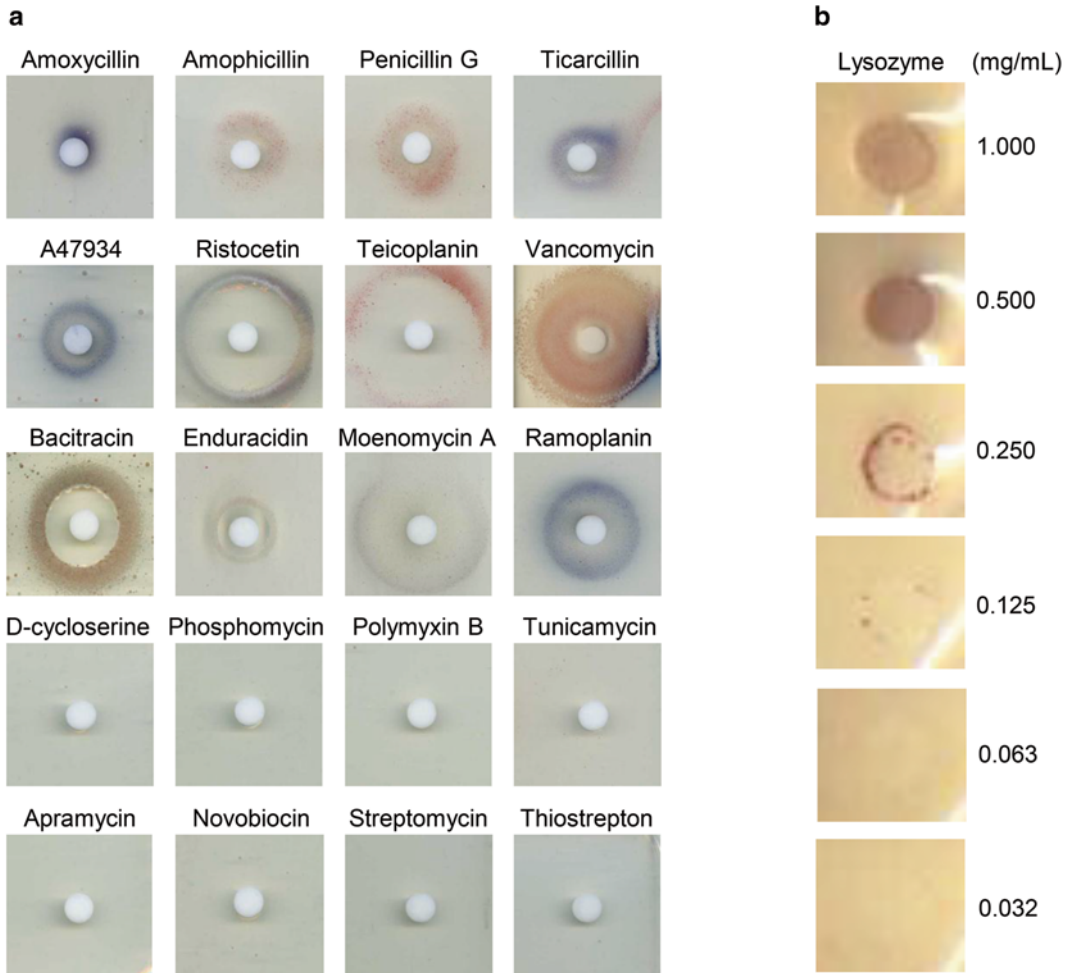 a
b
Amoxycillin Amophicillin Penicillin G Ticarcillin
Lysozyme (mg/mL)
1.000
A47934 Ristocetin Teicoplanin Vancomycin
0.500
Bacitracin Enduracidin Moenomycin A Ramoplanin
0.250
D-cycloserine Phosphomycin Polymyxin B Tunicamycin
0.125
0.063
Apramycin Novobiocin Streptomycin Thiostrepton
0.032